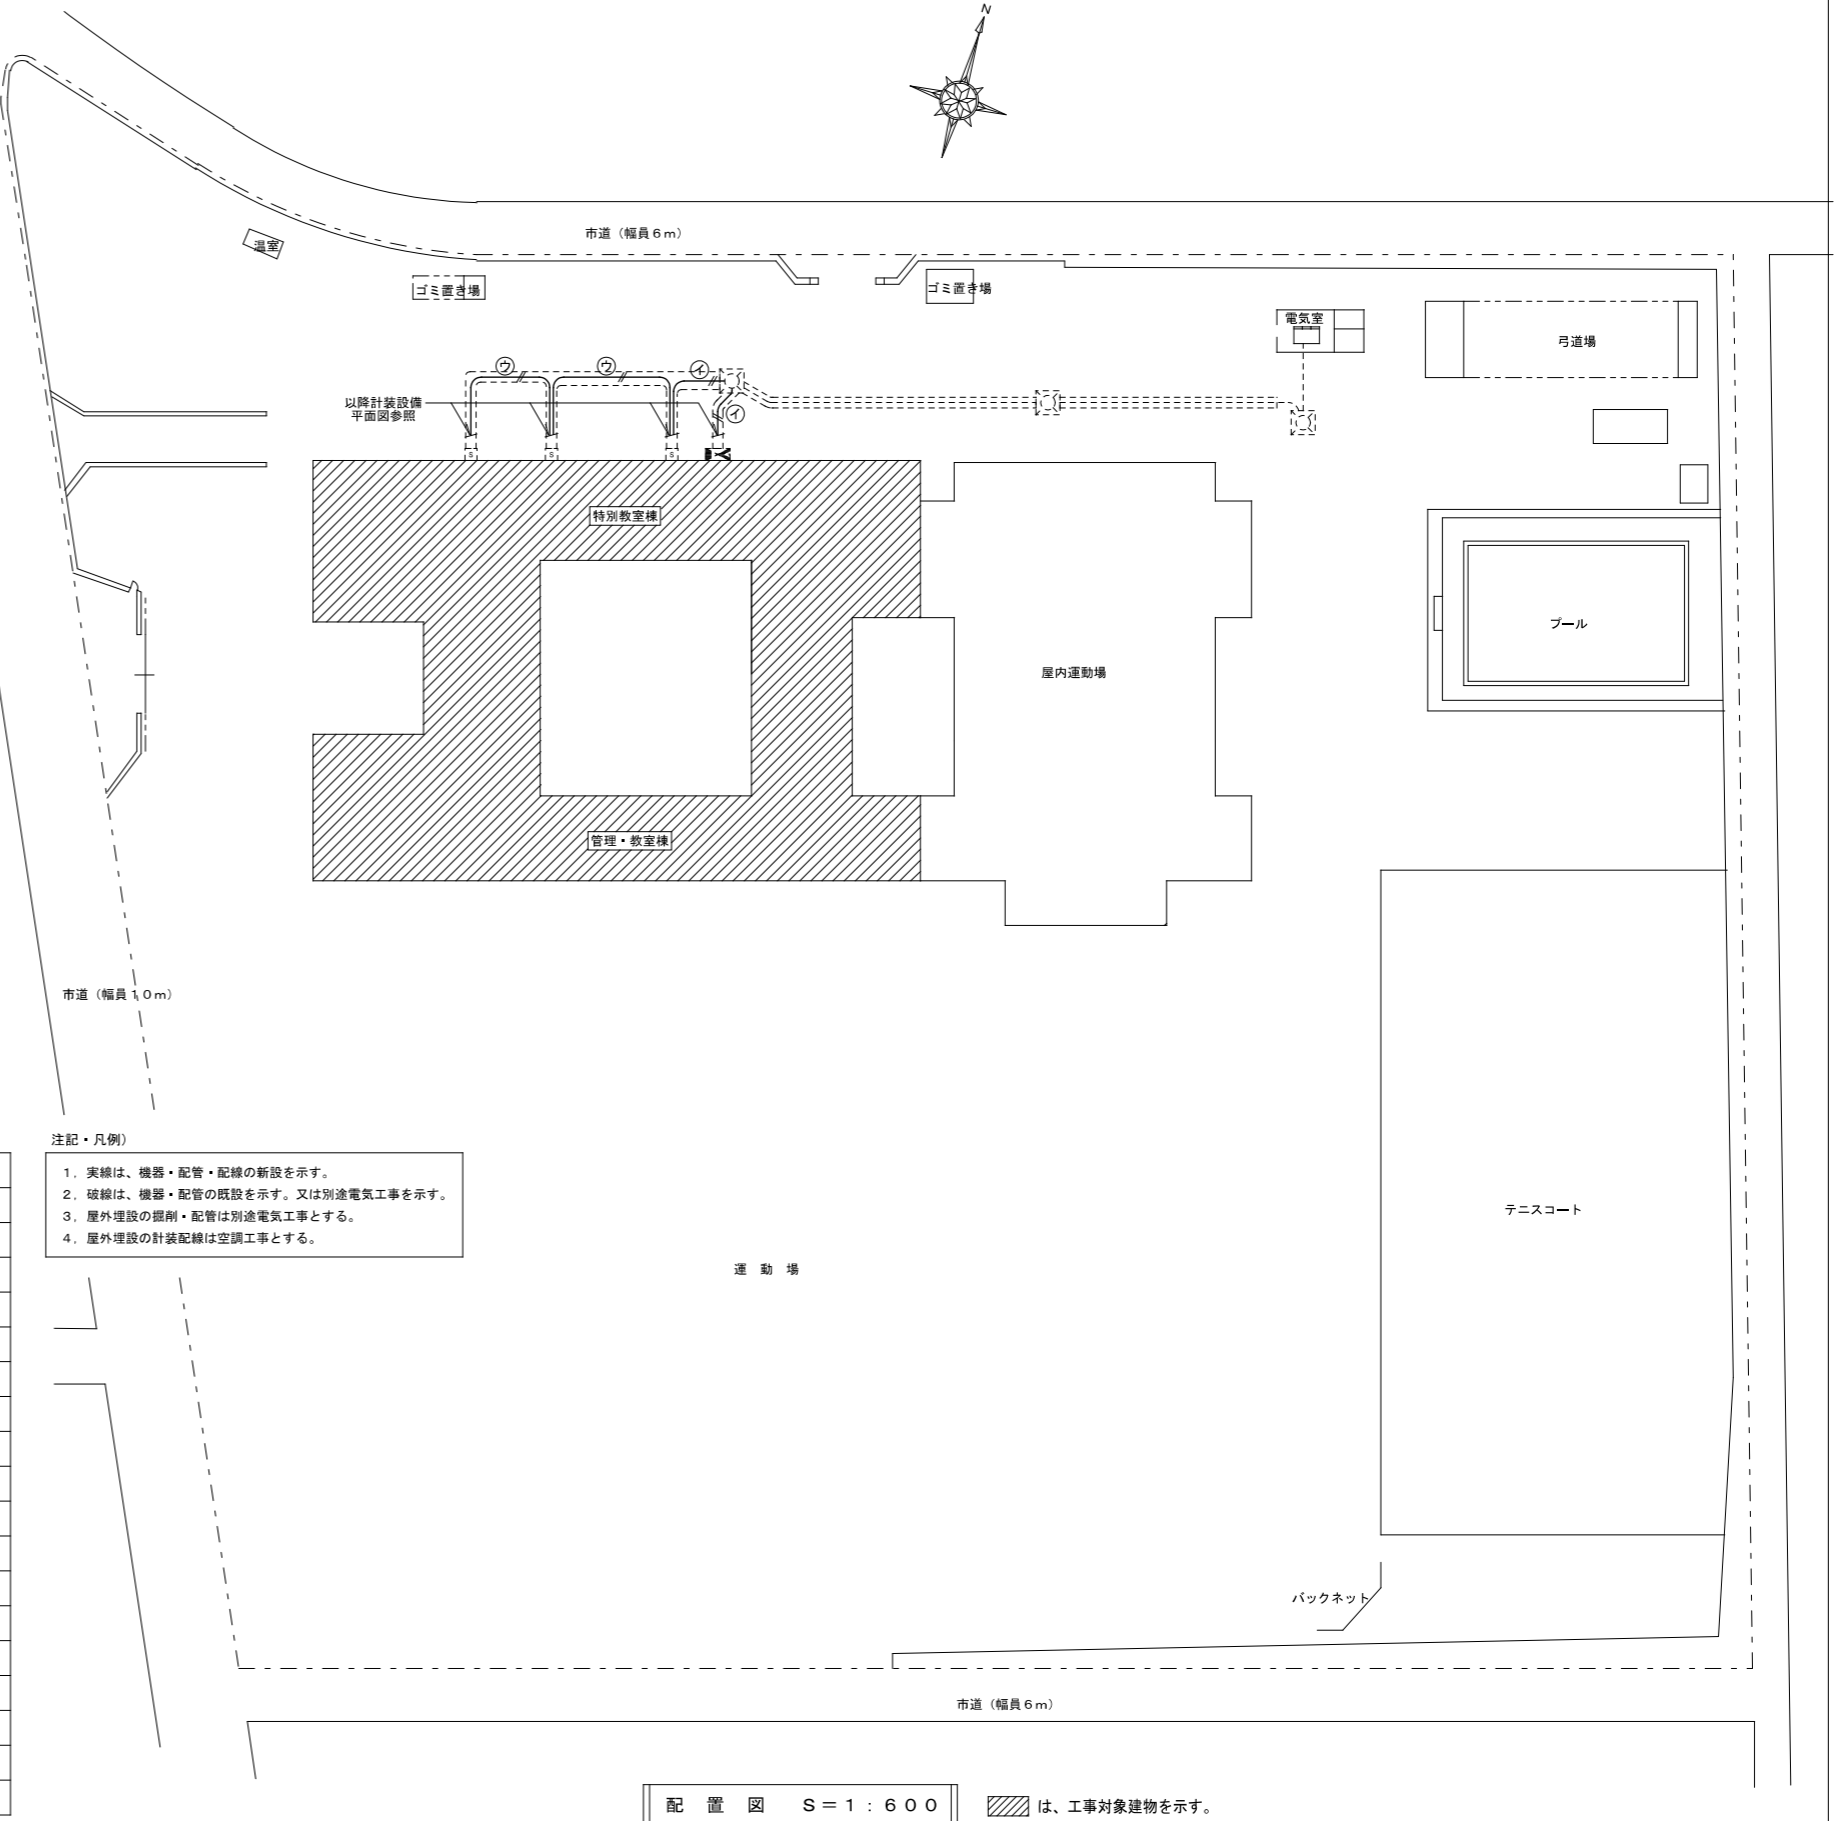 N
市道（幅員６ｍ）
温室
ゴミ置き場
ゴミ置き場
電気室
弓道場
ウ
ウ
イ
以降計装設備
平面図参照
イ
S
S
S
特別教室棟
プール
屋内運動場
管理・教室棟
市道（幅員１０ｍ）
注記・凡例）
１．実線は、機器・配管・配線の新設を示す。
２．破線は、機器・配管の既設を示す。又は別途電気工事を示す。
３．屋外埋設の掘削・配管は別途電気工事とする。
４．屋外埋設の計装配線は空調工事とする。
テニスコート
運　動　場
バックネット
市道（幅員６ｍ）
配　置　図　Ｓ＝１：６００
は、工事対象建物を示す。